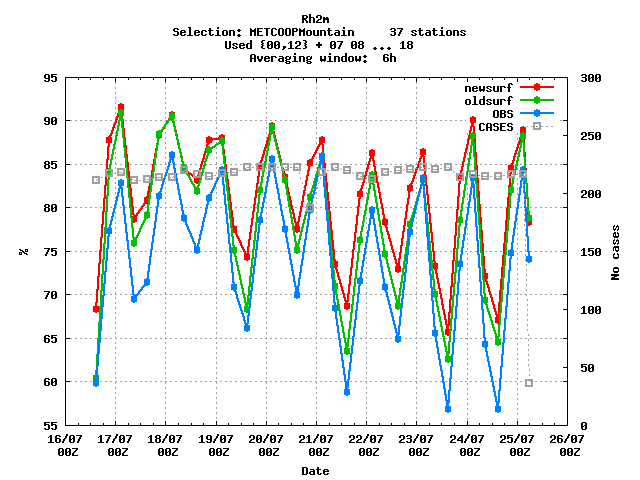 Rh2m
Selection: METCOOPMountain 37 stations
Used {00,12} + 07 08 ... 18
Averaging window: 6h
95
90
85
80
75
70
65
60
55
%
300
250
200
150
100
50
0
No cases
newsurf
oldsurf
OBS
CASES
16/07 17/07 18/07 19/07 20/07 21/07 22/07 23/07 24/07 25/07 26/07
00Z 00Z 00Z 00Z 00Z 00Z 00Z 00Z 00Z 00Z 00Z
Date